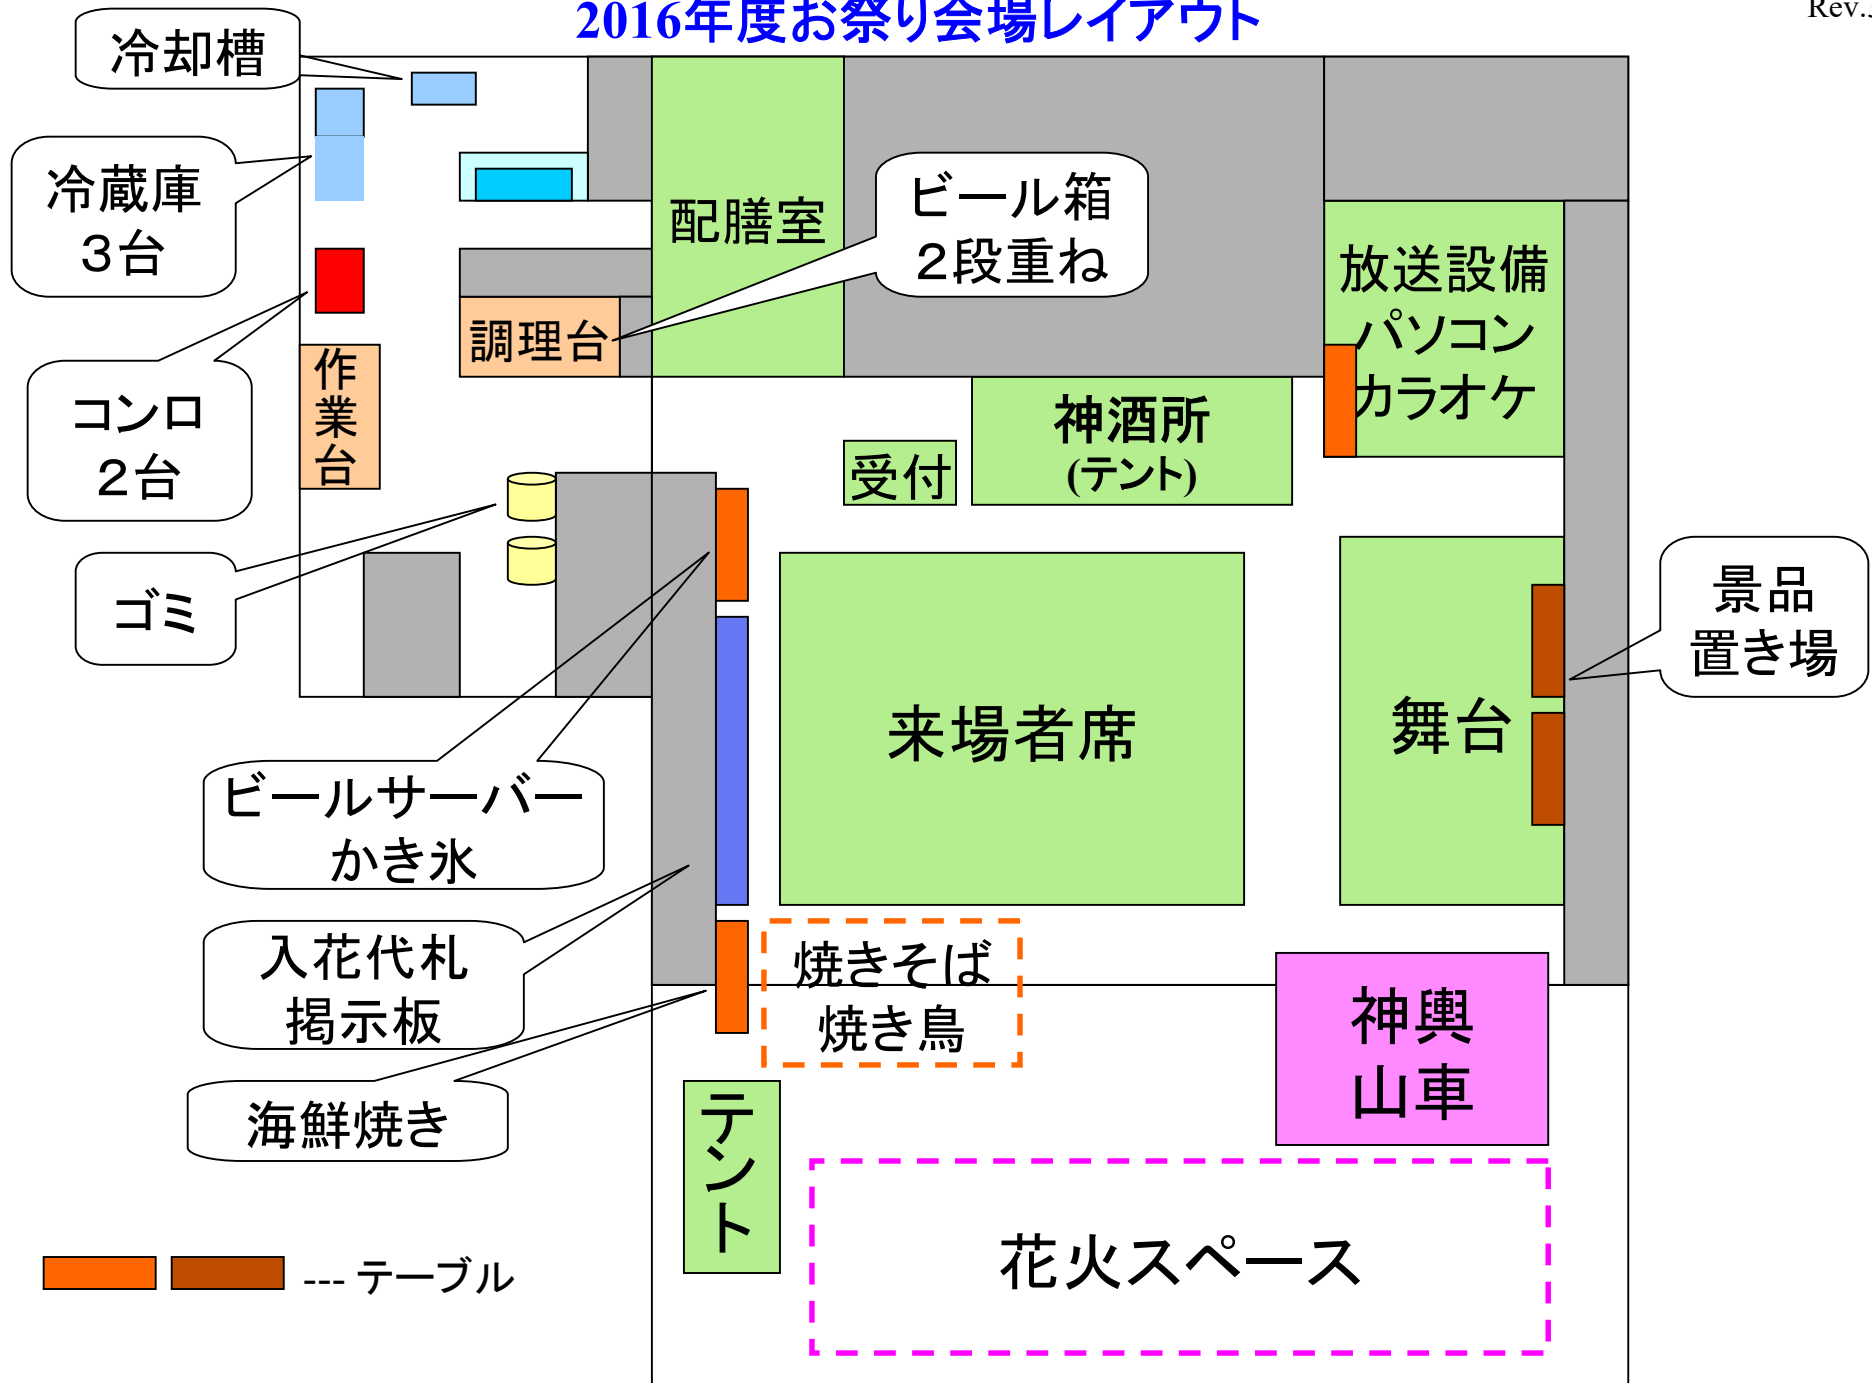 2016年度お祭り会場レイアウト
Rev.
冷却槽
冷蔵庫
３台
配膳室
ビール箱
２段重ね
放送設備
パソコン
カラオケ
調理台
作業台
コンロ
２台
神酒所
(テント)
受付
ゴミ
景品
置き場
来場者席
舞台
ビールサーバー
かき氷
入花代札
掲示板
焼きそば
焼き鳥
神輿
山車
海鮮焼き
テント
花火スペース
--- テーブル